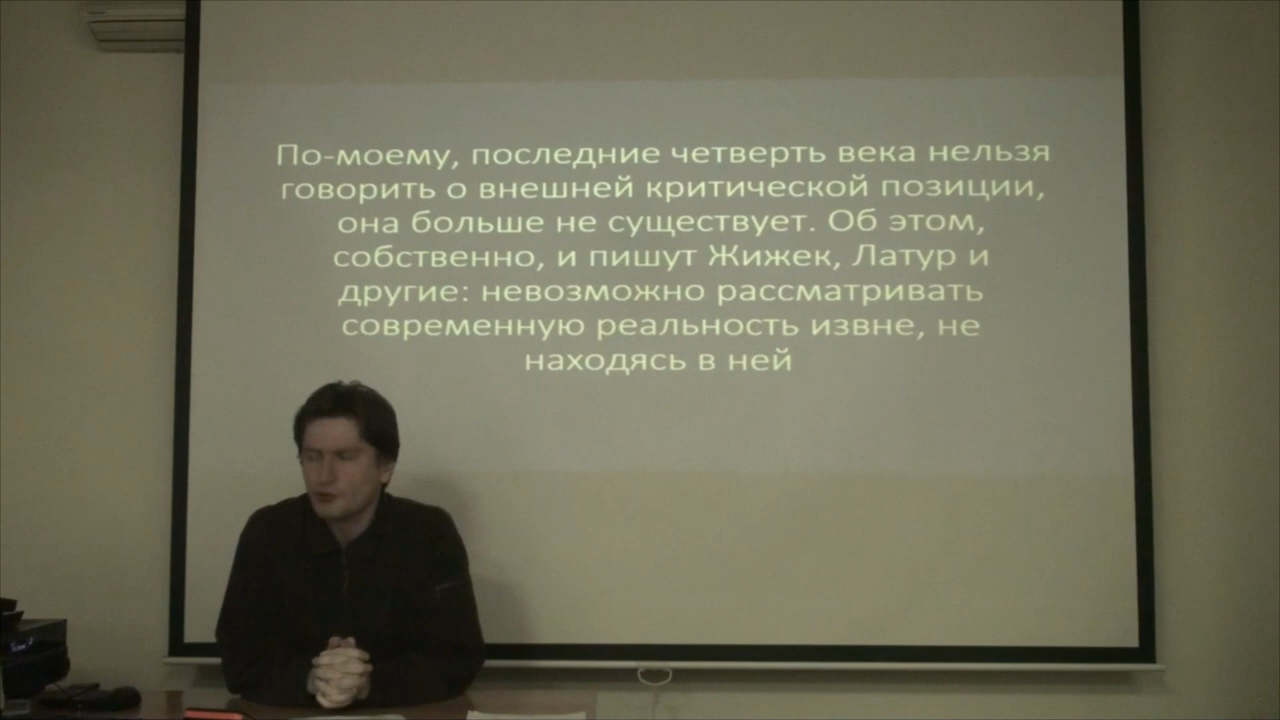 По-моему, последние четверть века нельзя
говорить о внешней критической позиции,
она больше не существует. Об этом,
собственно, и пишут Жижек, Латур и
другие: невозможно рассматривать
современную реальность извне, не
находясь в ней